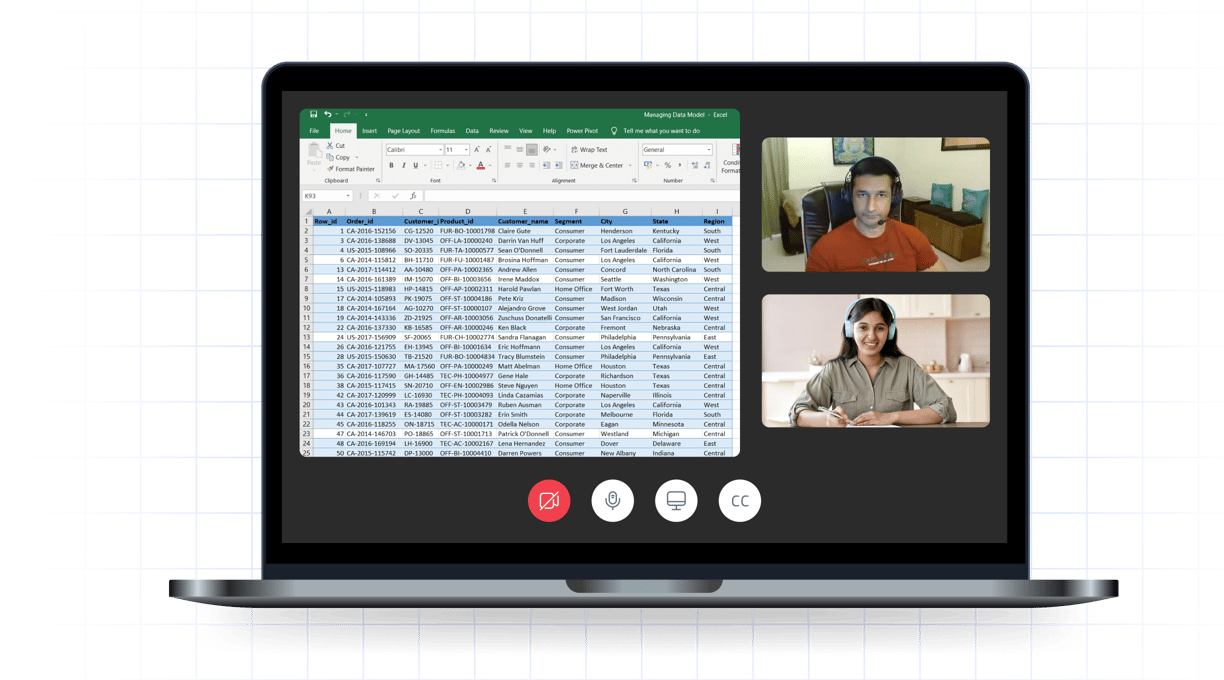 Managing Data Model - Excel
File Home Insert Page Layout Formulas Data Review View Help Power Pivot Tell me what you want to do
Cut
Copy
Paste
Format Painter
Clipboard
Calibri 11
B I U A
Font
Wrap Text
Merge & Center
Alignment
General
%
Number
Condi
Format
K93 fx
A B C D E F G H I
1 Row_id Order_id Customer_i Product_id Customer_name Segment City State Region
2 1 CA-2016-152156 CG-12520 FUR-BO-10001798 Claire Gute Consumer Henderson Kentucky South
3 3 CA-2016-138688 DV-13045 OFF-LA-10000240 Darrin Van Huff Corporate Los Angeles California West
4 4 US-2015-108966 SO-20335 FUR-TA-10000577 Sean O'Donnell Consumer Fort Lauderdale Florida South
5 6 CA-2014-115812 BH-11710 FUR-FU-10001487 Brosina Hoffman Consumer Los Angeles California West
6 13 CA-2017-114412 AA-10480 OFF-PA-10002365 Andrew Allen Consumer Concord North Carolina South
7 14 CA-2016-161389 IM-15070 OFF-BI-10003656 Irene Maddox Consumer Seattle Washington West
8 15 US-2015-118983 HP-14815 OFF-AP-10002311 Harold Pawlan Home Office Fort Worth Texas Central
9 17 CA-2014-105893 PK-19075 OFF-ST-10004186 Pete Kriz Consumer Madison Wisconsin Central
10 18 CA-2014-167164 AG-10270 OFF-ST-10000107 Alejandro Grove Consumer West Jordan Utah West
11 19 CA-2014-143336 ZD-21925 OFF-AR-10003056 Zuschuss Donatelli Consumer San Francisco California West
12 22 CA-2016-137330 KB-16585 OFF-AR-10000246 Ken Black Corporate Fremont Nebraska Central
13 24 US-2017-156909 SF-20065 FUR-CH-10002774 Sandra Flanagan Consumer Philadelphia Pennsylvania East
14 26 CA-2016-121755 EH-13945 OFF-BI-10001634 Eric Hoffmann Consumer Los Angeles California West
15 28 US-2015-150630 TB-21520 FUR-BO-10004834 Tracy Blumstein Consumer Philadelphia Pennsylvania East
16 35 CA-2017-107727 MA-17560 OFF-PA-10000249 Matt Abelman Home Office Houston Texas Central
17 36 CA-2016-117590 GH-14485 TEC-PH-10004977 Gene Hale Corporate Richardson Texas Central
18 38 CA-2015-117415 SN-20710 OFF-EN-10002986 Steve Nguyen Home Office Houston Texas Central
19 42 CA-2017-120999 LC-16930 TEC-PH-10004093 Linda Cazamias Corporate Naperville Illinois Central
20 43 CA-2016-101343 RA-19885 OFF-ST-10003479 Ruben Ausman Corporate Los Angeles California West
21 44 CA-2017-139619 ES-14080 OFF-ST-10003282 Erin Smith Corporate Melbourne Florida South
22 45 CA-2016-118255 ON-18715 TEC-AC-10000171 Odella Nelson Corporate Eagan Minnesota Central
23 47 CA-2014-146703 PO-18865 OFF-ST-10001713 Patrick O'Donnell Consumer Westland Michigan Central
24 48 CA-2016-169194 LH-16900 TEC-AC-10002167 Lena Hernandez Consumer Dover Delaware East
25 50 CA-2015-115742 DP-13000 OFF-BI-10004410 Darren Powers Consumer New Albany Indiana Central
CC